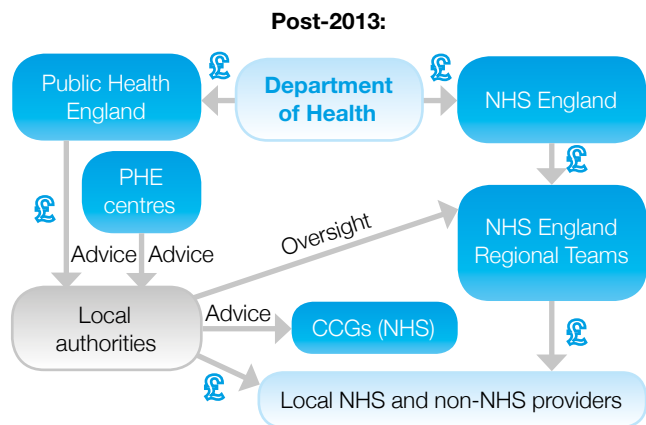 Post-2013:
£
£
Public Health
England
Department
of Health
NHS England
£
£
PHE
centres
Oversight
NHS England
Regional Teams
Advice
Advice
Local
authorities
Advice
CCGs (NHS)
£
£
Local NHS and non-NHS providers